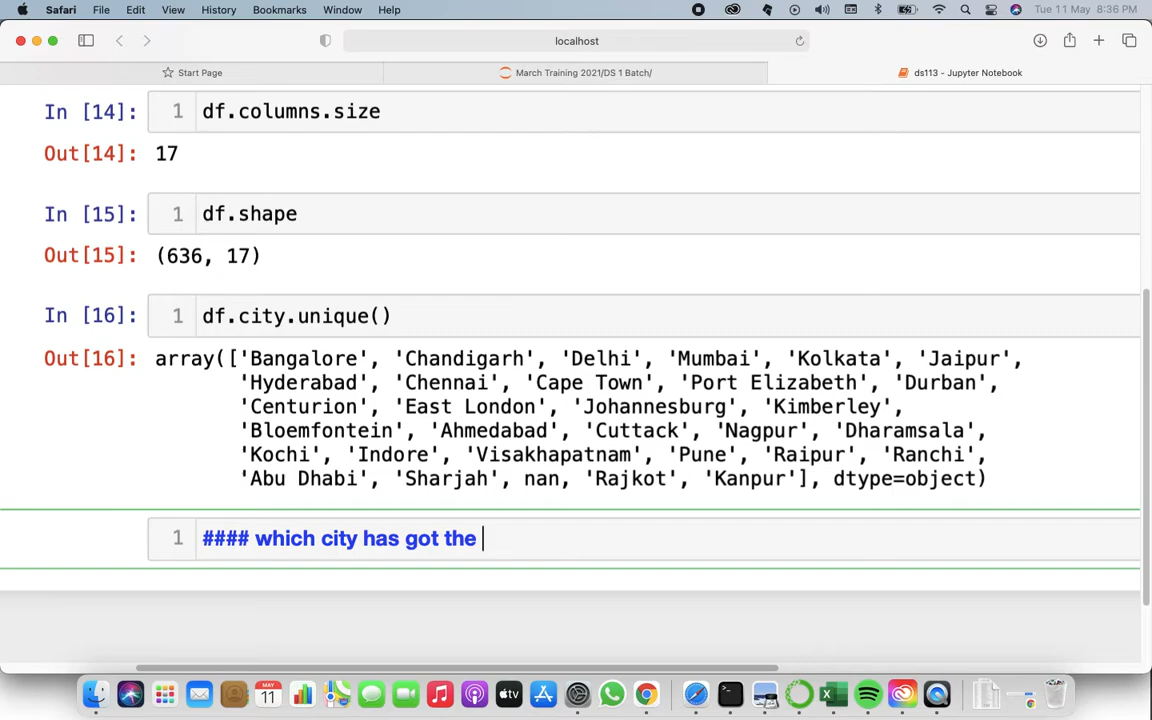 Safari File Edit View History Bookmarks Window Help Tue 11 May 8:36 PM
localhost
Start Page March Training 2021/DS 1 Batch/ ds113 - Jupyter Notebook
In [14]: 1 df.columns.size
Out[14]: 17
In [15]: 1 df.shape
Out[15]: (636, 17)
In [16]: 1 df.city.unique()
Out[16]: array(['Bangalore', 'Chandigarh', 'Delhi', 'Mumbai', 'Kolkata', 'Jaipur',
'Hyderabad', 'Chennai', 'Cape Town', 'Port Elizabeth', 'Durban',
'Centurion', 'East London', 'Johannesburg', 'Kimberley',
'Bloemfontein', 'Ahmedabad', 'Cuttack', 'Nagpur', 'Dharamsala',
'Kochi', 'Indore', 'Visakhapatnam', 'Pune', 'Raipur', 'Ranchi',
'Abu Dhabi', 'Sharjah', nan, 'Rajkot', 'Kanpur'], dtype=object)
1 #### which city has got the
MAY
11
tv